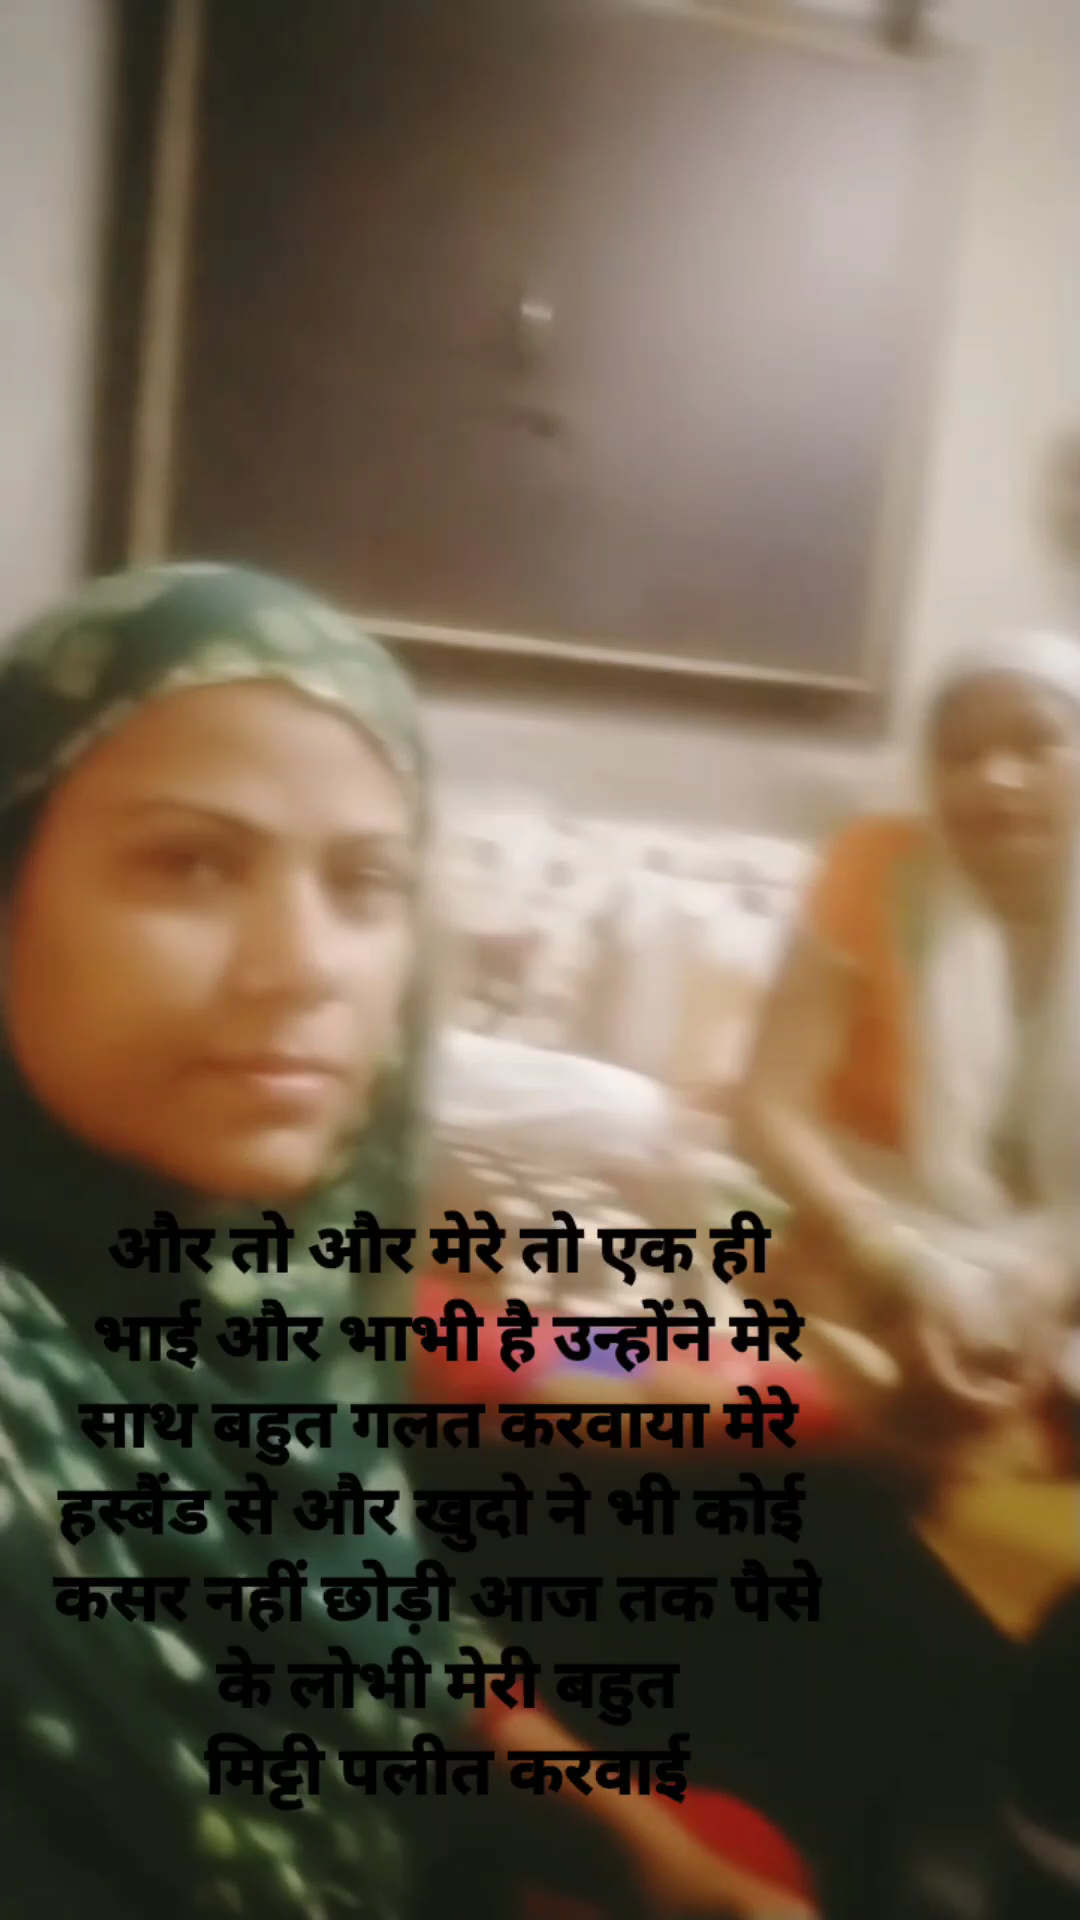 और तो और मेरे तो एक ही
भाई और भाभी है उन्होंने मेरे
साथ बहुत गलत करवाया मेरे
हस्बैंड से और खुदो ने भी कोई
कसर नहीं छोड़ी आज तक पैसे
के लोभी मेरी बहुत
मिट्टी पलीत करवाई